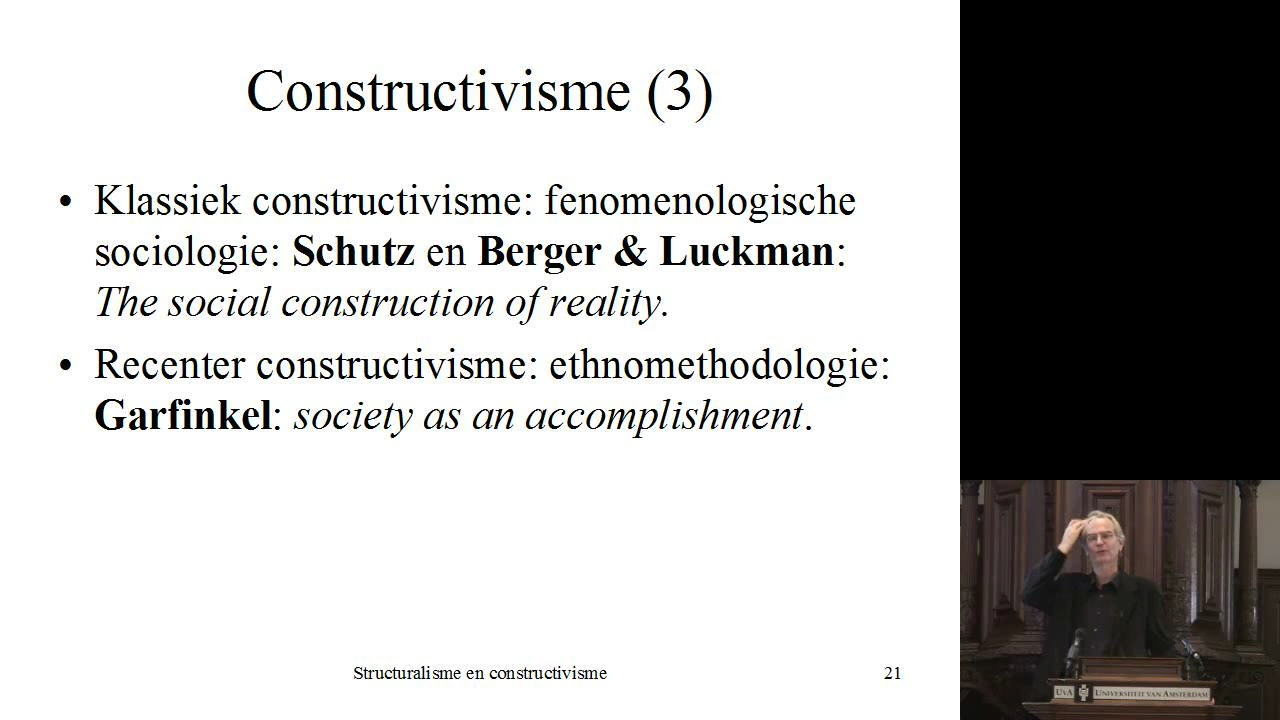 Constructivisme (3)
• Klassiek constructivisme: fenomenologische
sociologie: Schutz en Berger & Luckman:
The social construction of reality.
• Recenter constructivisme: ethnomethodologie:
Garfinkel: society as an accomplishment.
Structuralisme en constructivisme 21
UvA UNIVERSITEIT VAN AMSTERDAM